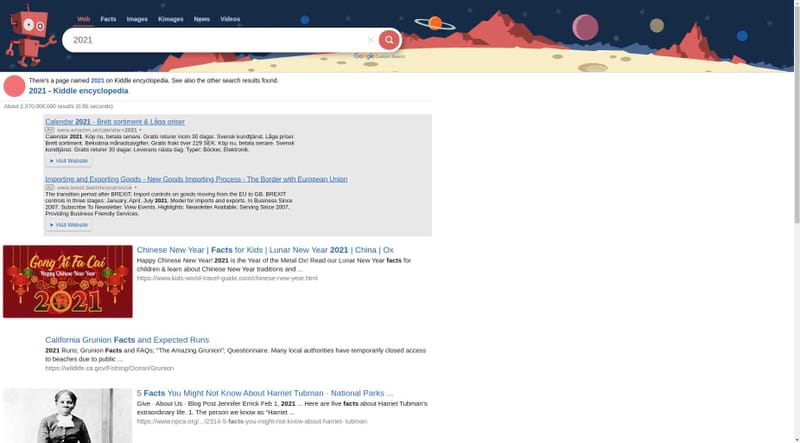 Web Facts Images Kimages News Videos
2021
Google Custom Search
There's a page named 2021 on Kiddle encyclopedia. See also the other search results found.
2021 - Kiddle encyclopedia
About 2,370,000,000 results (0.65 seconds)
Calendar 2021 - Brett sortiment & Låga priser
Ad www.amazon.se/calendar+2021
Calendar 2021. Köp nu, betala senare. Gratis returer inom 30 dagar. Svensk kundtjänst. Låga priser.
Brett sortiment. Bekväma månadsavgifter. Gratis frakt över 229 SEK. Köp nu, betala senare. Svensk
kundtjänst. Gratis returer 30 dagar. Leverans nästa dag. Typer: Böcker, Elektronik.
Visit Website
Importing and Exporting Goods - New Goods Importing Process - The Border with European Union
The transition period after BREXIT, import controls on goods moving from the EU to GB. BREXIT
controls in three stages: January, April, July 2021. Model for imports and exports. In Business Since
2007. Subscribe To Newsletter. View Events. Highlights: Newsletter Available, Serving Since 2007,
Providing Business Friendly Services.
Visit Website
Gong Xi Fa Cai
Happy Chinese New Year
2021
Chinese New Year | Facts for Kids | Lunar New Year 2021 | China | Ox
Happy Chinese New Year! 2021 is the Year of the Metal Ox! Read our Lunar New Year facts for
children & learn about Chinese New Year traditions and ...
https://www.kids-world-travel-guide.com/chinese-new-year.html
California Grunion Facts and Expected Runs
2021 Runs; Grunion Facts and FAQs; "The Amazing Grunion"; Questionnaire. Many local authorities have temporarily closed access
to beaches due to public ...
https://wildlife.ca.gov/Fishing/Ocean/Grunion
5 Facts You Might Not Know About Harriet Tubman · National Parks ...
Give · About Us · Blog Post Jennifer Errick Feb 1, 2021 ... Here are five facts about Harriet Tubman's
extraordinary life. 1. The person we know as "Harriet ...
https://www.npca.org/.../2314-5-facts-you-might-not-know-about-harriet- tubman